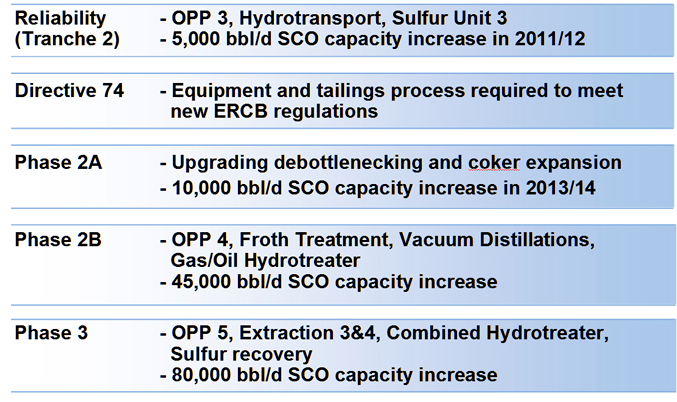 Reliability - OPP 3, Hydrotransport, Sulfur Unit 3
(Tranche 2) - 5,000 bbl/d SCO capacity increase in 2011/12
Directive 74 - Equipment and tailings process required to meet
new ERCB regulations
Phase 2A - Upgrading debottlenecking and coker expansion
- 10,000 bbl/d SCO capacity increase in 2013/14
Phase 2B - OPP 4, Froth Treatment, Vacuum Distillations,
Gas/Oil Hydrotreater
- 45,000 bbl/d SCO capacity increase
Phase 3 - OPP 5, Extraction 3&4, Combined Hydrotreater,
Sulfur recovery
- 80,000 bbl/d SCO capacity increase